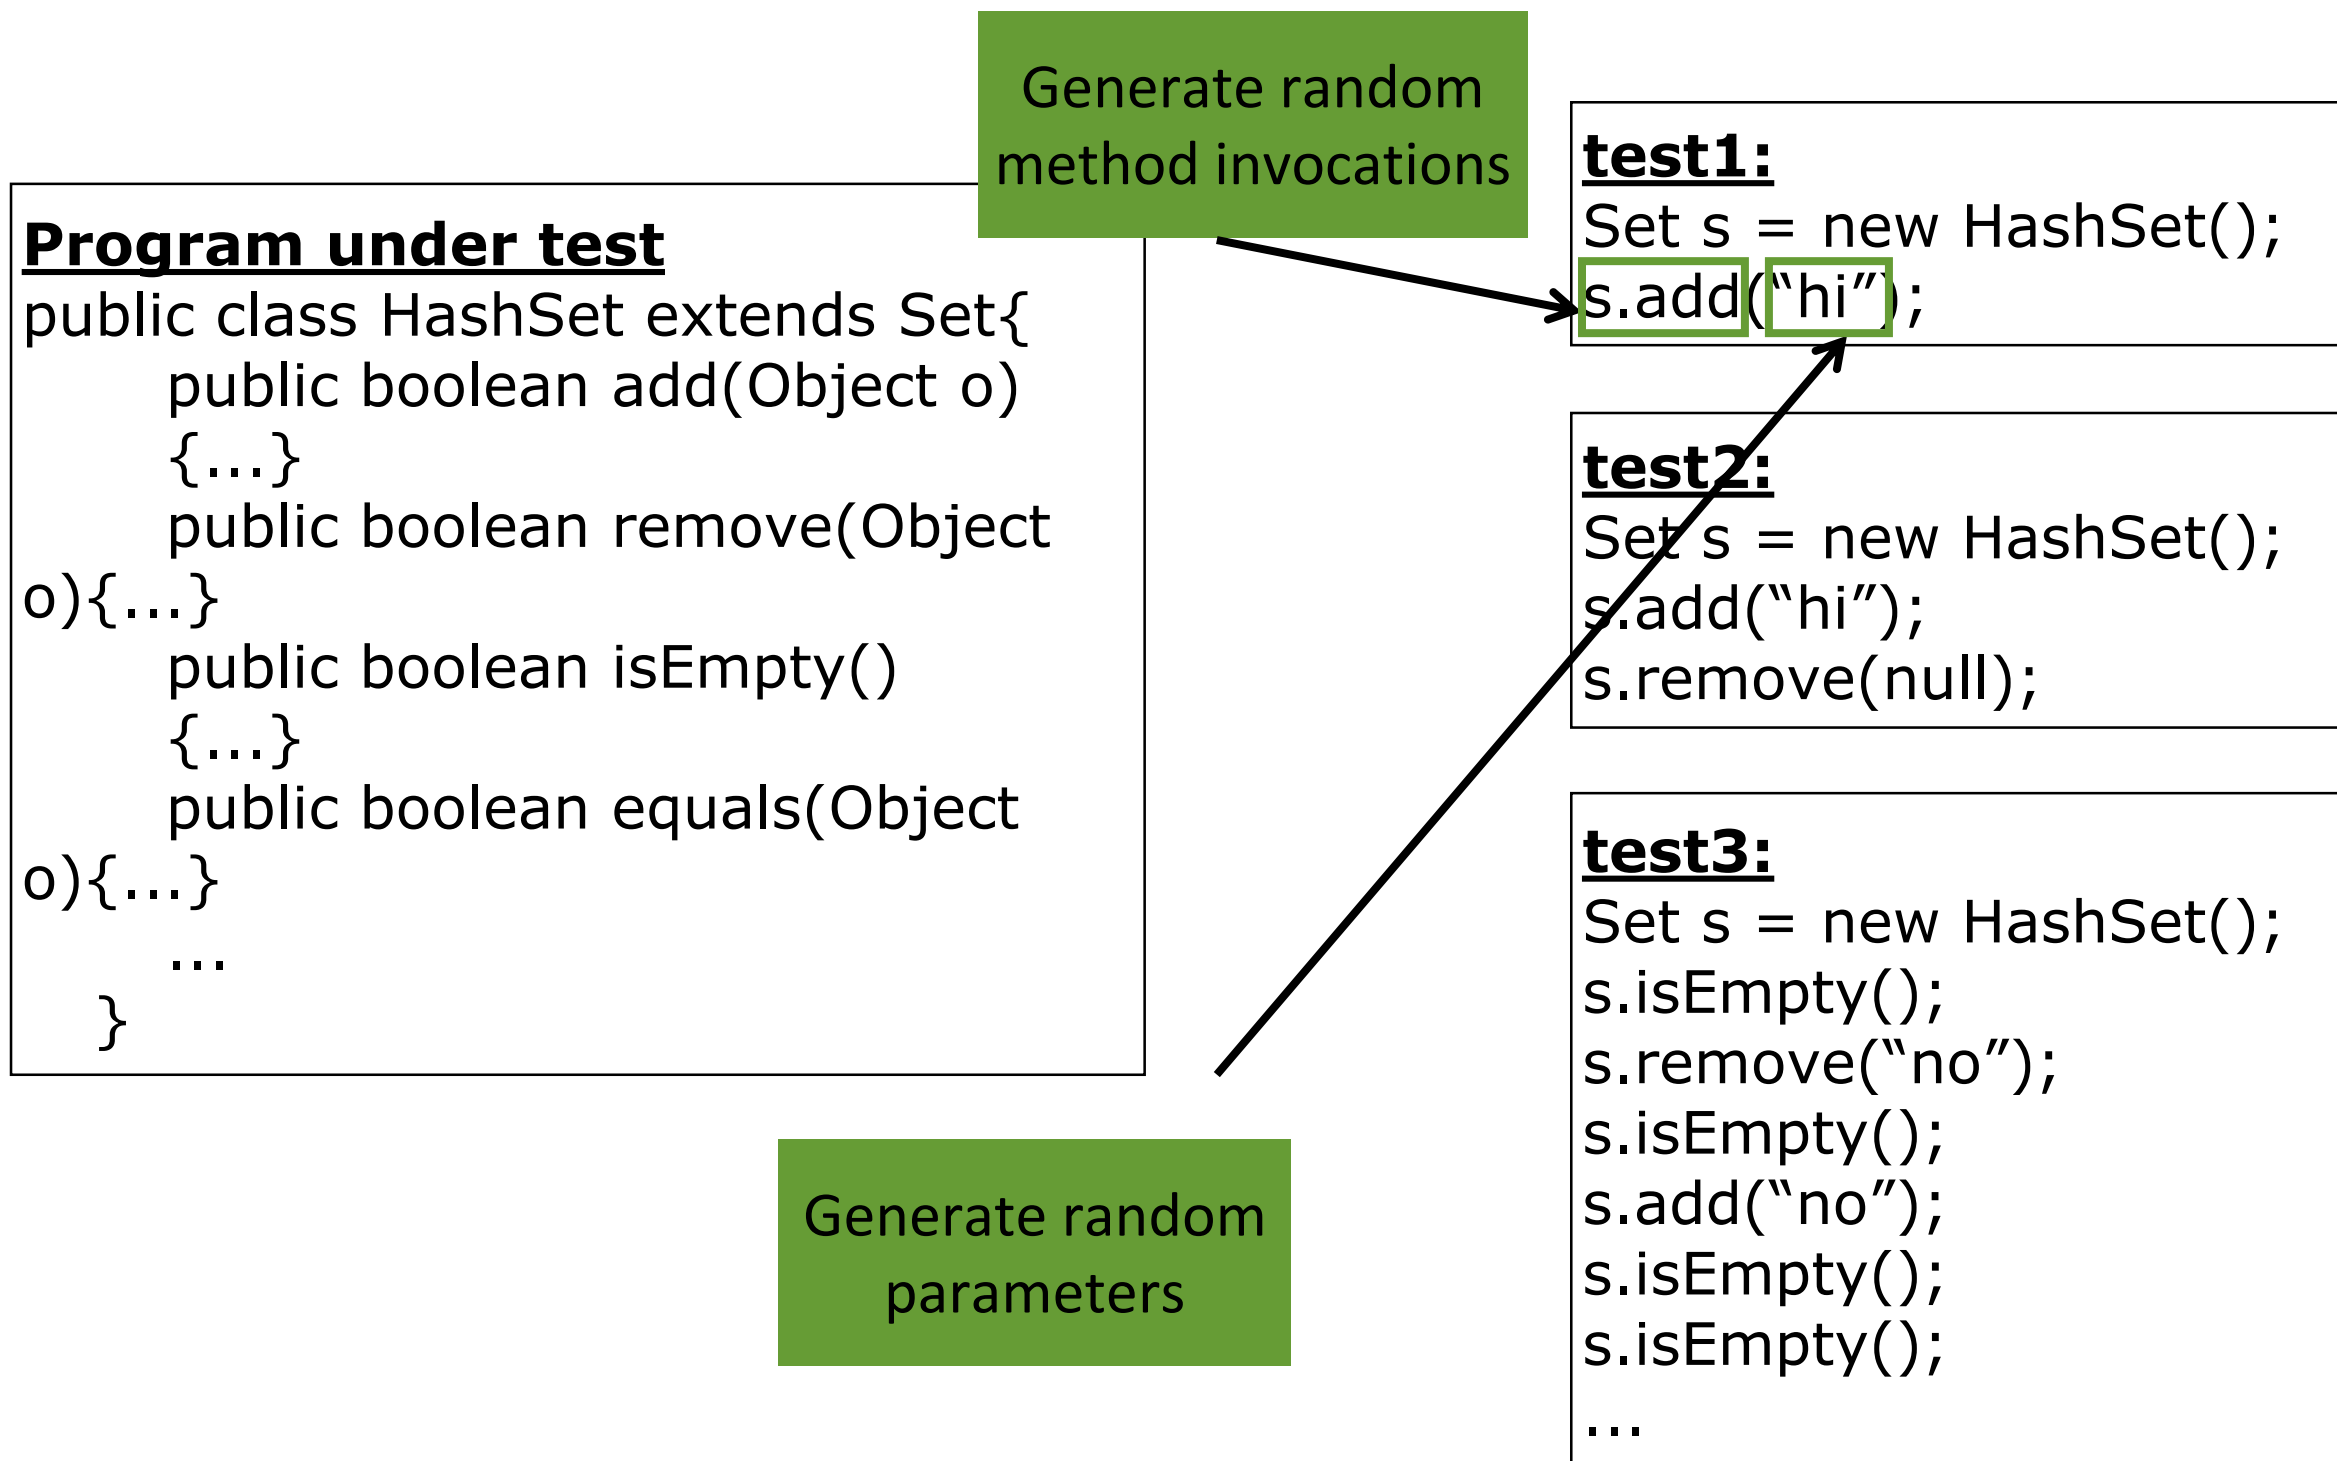 Generate random
method invocations
Program under test
public class HashSet extends Set{
public boolean add(Object o)
{...}
public boolean remove(Object
o){...}
public boolean isEmpty()
{...}
public boolean equals(Object
o){...}
...
}
Generate random
parameters
test1:
Set s = new HashSet();
s.add(“hi”);
test2:
Set s = new HashSet();
s.add(“hi”);
s.remove(null);
test3:
Set s = new HashSet();
s.isEmpty();
s.remove(“no”);
s.isEmpty();
s.add(“no”);
s.isEmpty();
s.isEmpty();
...